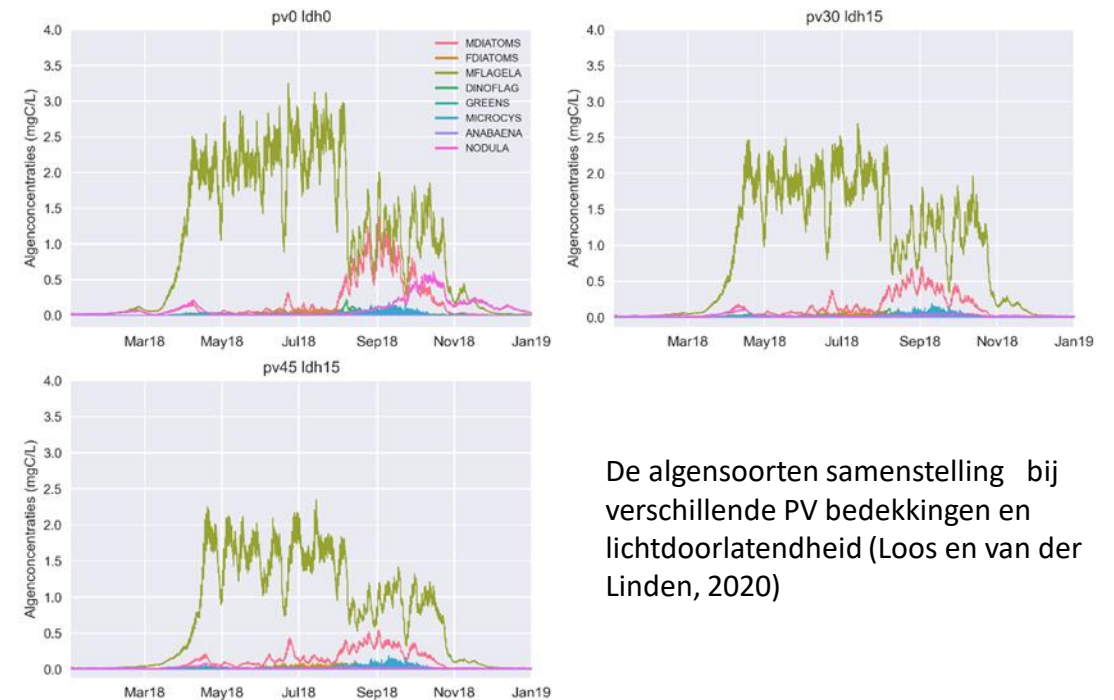 pv0 ldh0
Algenconcentraties (mgC/L)
4.0
3.5
3.0
2.5
2.0
1.5
1.0
0.5
0.0
MDIATOMS
FDIATOMS
MFLAGELA
DINOFLAG
GREENS
MICROCYS
ANABAENA
NODULA
Mar18 May18 Jul18 Sep18 Nov18 Jan19
pv30 ldh15
Algenconcentraties (mgC/L)
4.0
3.5
3.0
2.5
2.0
1.5
1.0
0.5
0.0
Mar18 May18 Jul18 Sep18 Nov18 Jan19
pv45 ldh15
Algenconcentraties (mgC/L)
4.0
3.5
3.0
2.5
2.0
1.5
1.0
0.5
0.0
Mar18 May18 Jul18 Sep18 Nov18 Jan19
De algensoorten samenstelling bij
verschillende PV bedekkingen en
lichtdoorlatendheid (Loos en van der
Linden, 2020)